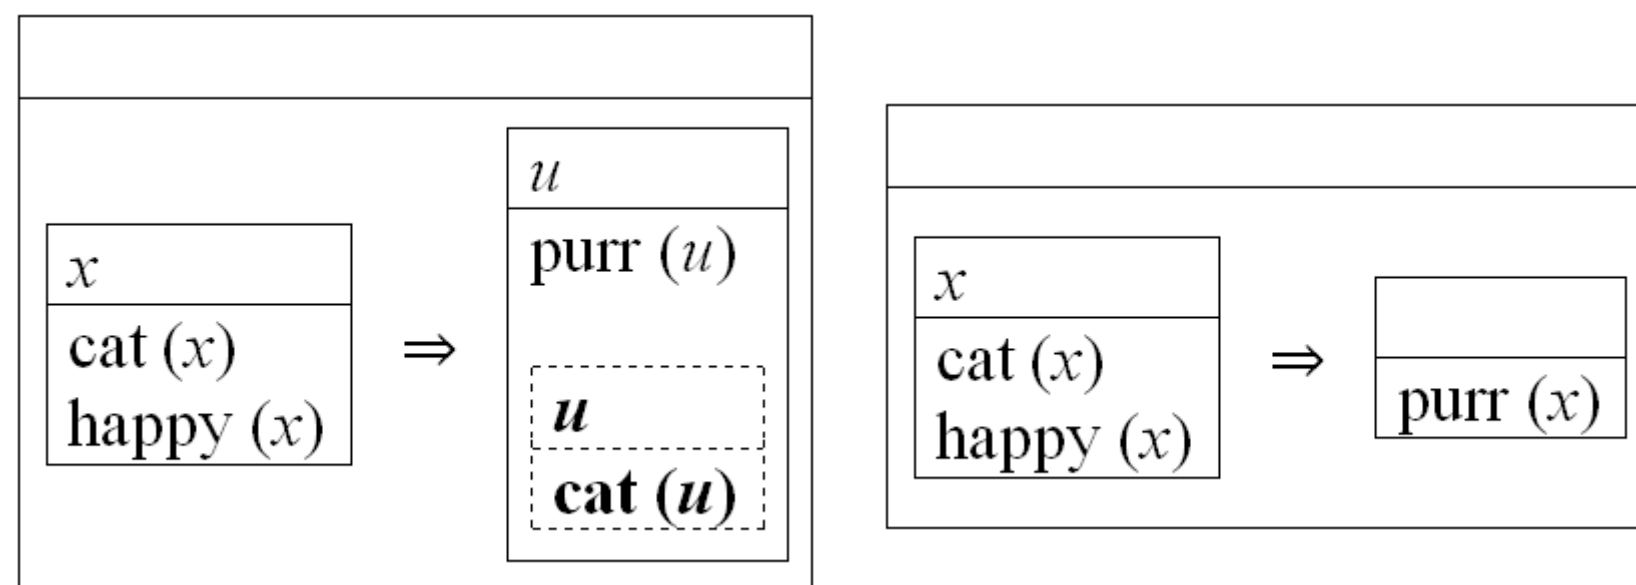 x
cat (x)
happy (x)
⇒
u
purr (u)
u
cat (u)
x
cat (x)
happy (x)
⇒
purr (x)